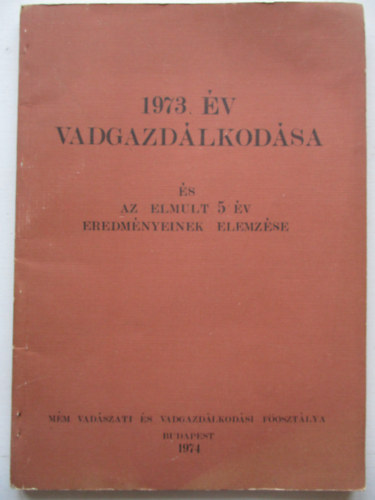 1973. ÉV
VADGAZDÁLKODÁSA
ÉS
AZ ELMULT 5 ÉV
EREDMÉNYEINEK ELEMZÉSE
MÉM VADÁSZATI ÉS VADGAZDÁLKODÁSI FŐOSZTÁLYA
BUDAPEST
1974